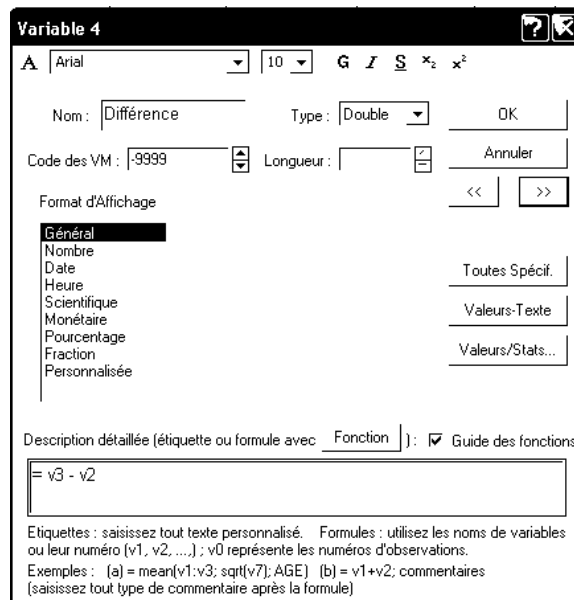 Variable 4
A Arial 10 G I S x₂ x²
Nom : Différence Type : Double OK
Code des VM : -9999 Longueur : Annuler
<< >>
Format d'Affichage
Général
Nombre
Date
Heure
Scientifique
Monétaire
Pourcentage
Fraction
Personnalisée
Toutes Spécif.
Valeurs-Texte
Valeurs/Stats...
Description détaillée (étiquette ou formule avec Fonction ) : Guide des fonctions
= v3 - v2
Etiquettes : saisissez tout texte personnalisé. Formules : utilisez les noms de variables
ou leur numéro (v1, v2, ...,) ; v0 représente les numéros d'observations.
Exemples : (a) = mean(v1:v3; sqrt(v7); AGE) (b) = v1+v2; commentaires
(saisissez tout type de commentaire après la formule)